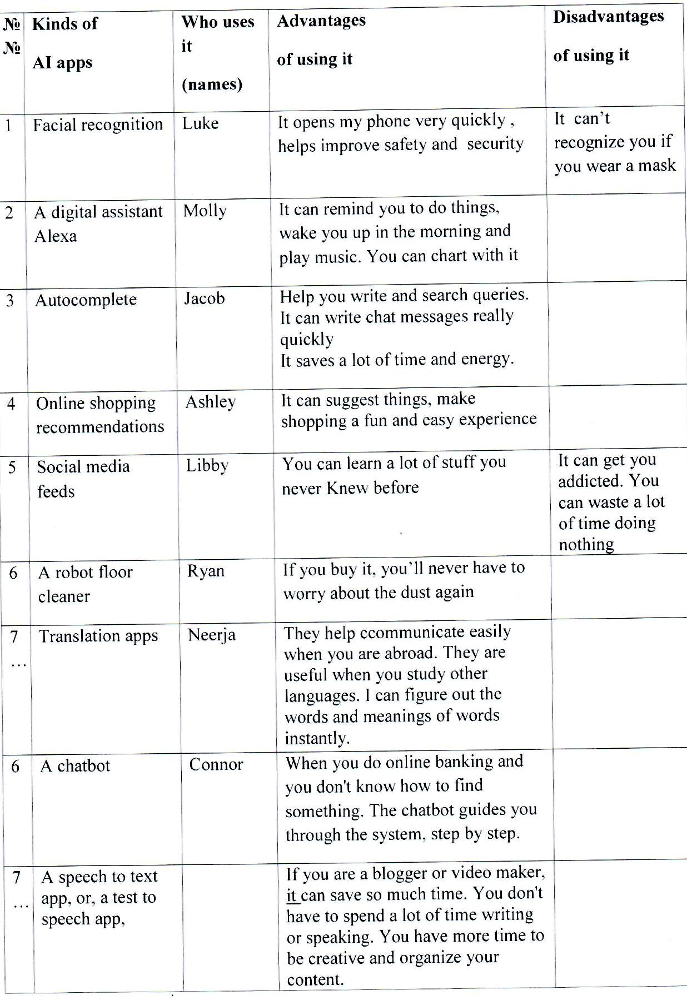 № Kinds of
№
AI apps
Who uses
it
(names)
Advantages
of using it
Disadvantages
of using it
1
Facial recognition
Luke
It opens my phone very quickly ,
helps improve safety and security
It can't
recognize you if
you wear a mask
2
A digital assistant
Alexa
Molly
It can remind you to do things,
wake you up in the morning and
play music. You can chart with it
3
Autocomplete
Jacob
Help you write and search queries.
It can write chat messages really
quickly
It saves a lot of time and energy.
4
Online shopping
recommendations
Ashley
It can suggest things, make
shopping a fun and easy experience
5
Social media
feeds
Libby
You can learn a lot of stuff you
never Knew before
It can get you
addicted. You
can waste a lot
of time doing
nothing
6
A robot floor
cleaner
Ryan
If you buy it, you'll never have to
worry about the dust again
7
…
Translation apps
Neerja
They help ccommunicate easily
when you are abroad. They are
useful when you study other
languages. I can figure out the
words and meanings of words
instantly.
6
A chatbot
Connor
When you do online banking and
you don't know how to find
something. The chatbot guides you
through the system, step by step.
7
…
A speech to text
app, or, a test to
speech app,
If you are a blogger or video maker,
it can save so much time. You don't
have to spend a lot of time writing
or speaking. You have more time to
be creative and organize your
content.